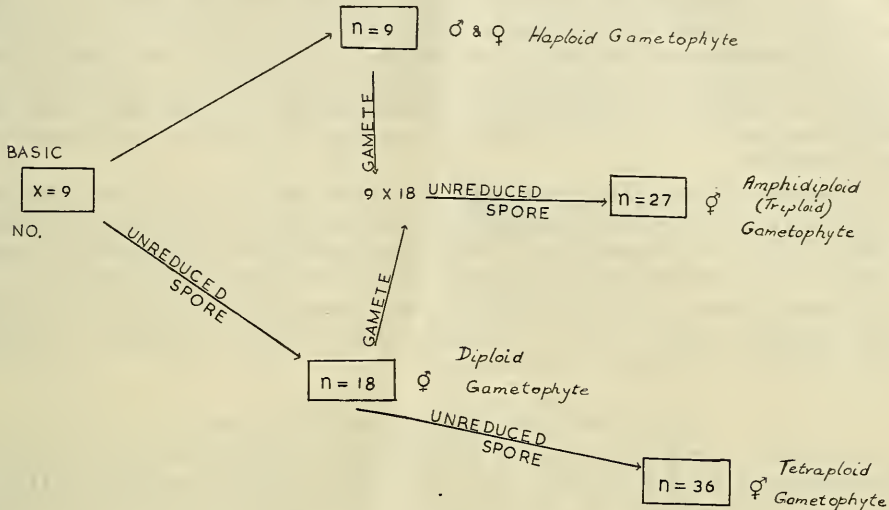 n = 9 ♂ & ♀ Haploid Gametophyte
GAMETE
BASIC
X = 9
NO.
9 X 18
UNREDUCED
SPORE
n = 27 ⚥ Amphidiploid
(Triploid)
Gametophyte
UNREDUCED
SPORE
GAMETE
n = 18 ⚥ Diploid
Gametophyte
UNREDUCED
SPORE
n = 36 ⚥ Tetraploid
Gametophyte